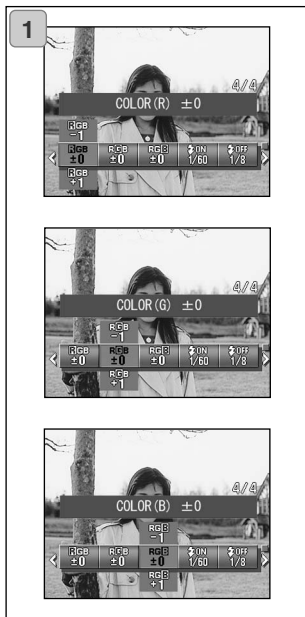 1
4/4
COLOR(R) ±0
RGB
−1
RGB RGB RGB ON OFF
±0 ±0 ±0 1/60 1/8
RGB
+1
4/4
COLOR(G) ±0
RGB
−1
RGB RGB RGB ON OFF
±0 ±0 ±0 1/60 1/8
RGB
+1
4/4
COLOR(B) ±0
RGB
−1
RGB RGB RGB ON OFF
±0 ±0 ±0 1/60 1/8
RGB
+1